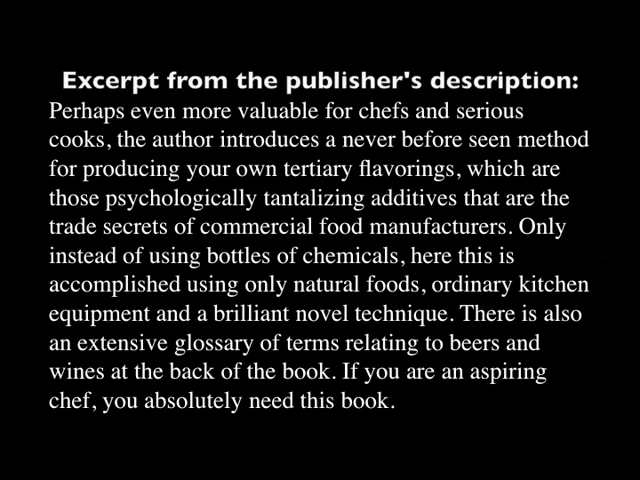 Excerpt from the publisher's description:
Perhaps even more valuable for chefs and serious
cooks, the author introduces a never before seen method
for producing your own tertiary flavorings, which are
those psychologically tantalizing additives that are the
trade secrets of commercial food manufacturers. Only
instead of using bottles of chemicals, here this is
accomplished using only natural foods, ordinary kitchen
equipment and a brilliant novel technique. There is also
an extensive glossary of terms relating to beers and
wines at the back of the book. If you are an aspiring
chef, you absolutely need this book.